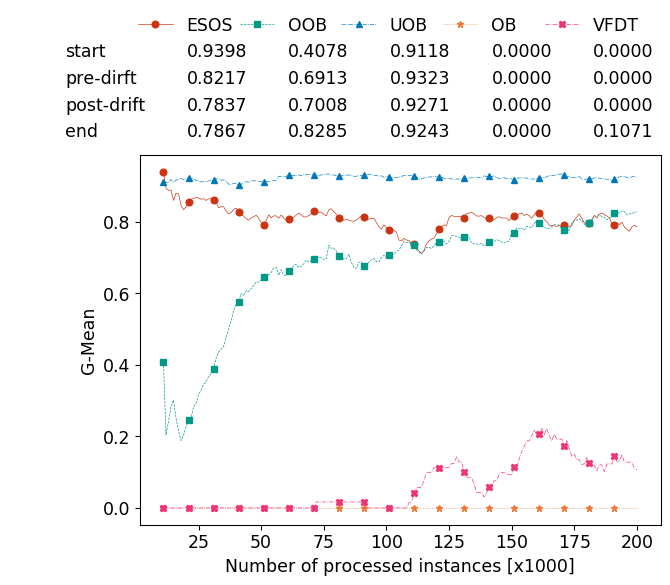 ESOS OOB UOB OB VFDT
start 0.9398 0.4078 0.9118 0.0000 0.0000
pre-dirft 0.8217 0.6913 0.9323 0.0000 0.0000
post-drift 0.7837 0.7008 0.9271 0.0000 0.0000
end 0.7867 0.8285 0.9243 0.0000 0.1071
0.8
0.6
0.4
0.2
0.0
G-Mean
25 50 75 100 125 150 175 200
Number of processed instances [x1000]